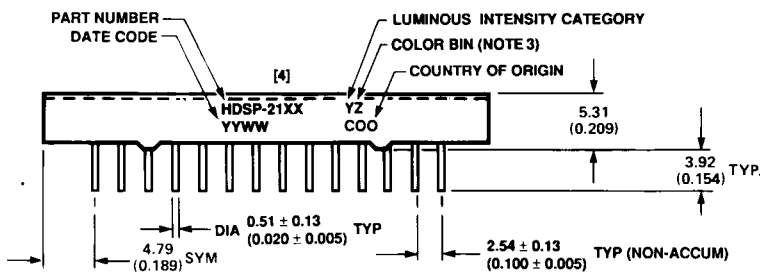 PART NUMBER
DATE CODE
LUMINOUS INTENSITY CATEGORY
COLOR BIN (NOTE 3)
COUNTRY OF ORIGIN
[4]
HDSP-21XX YZ
YYWW COO
5.31
(0.209)
3.92
(0.154) TYP.
DIA 0.51 ± 0.13 TYP
(0.020 ± 0.005)
4.79
(0.189) SYM
2.54 ± 0.13
(0.100 ± 0.005) TYP (NON-ACCUM)